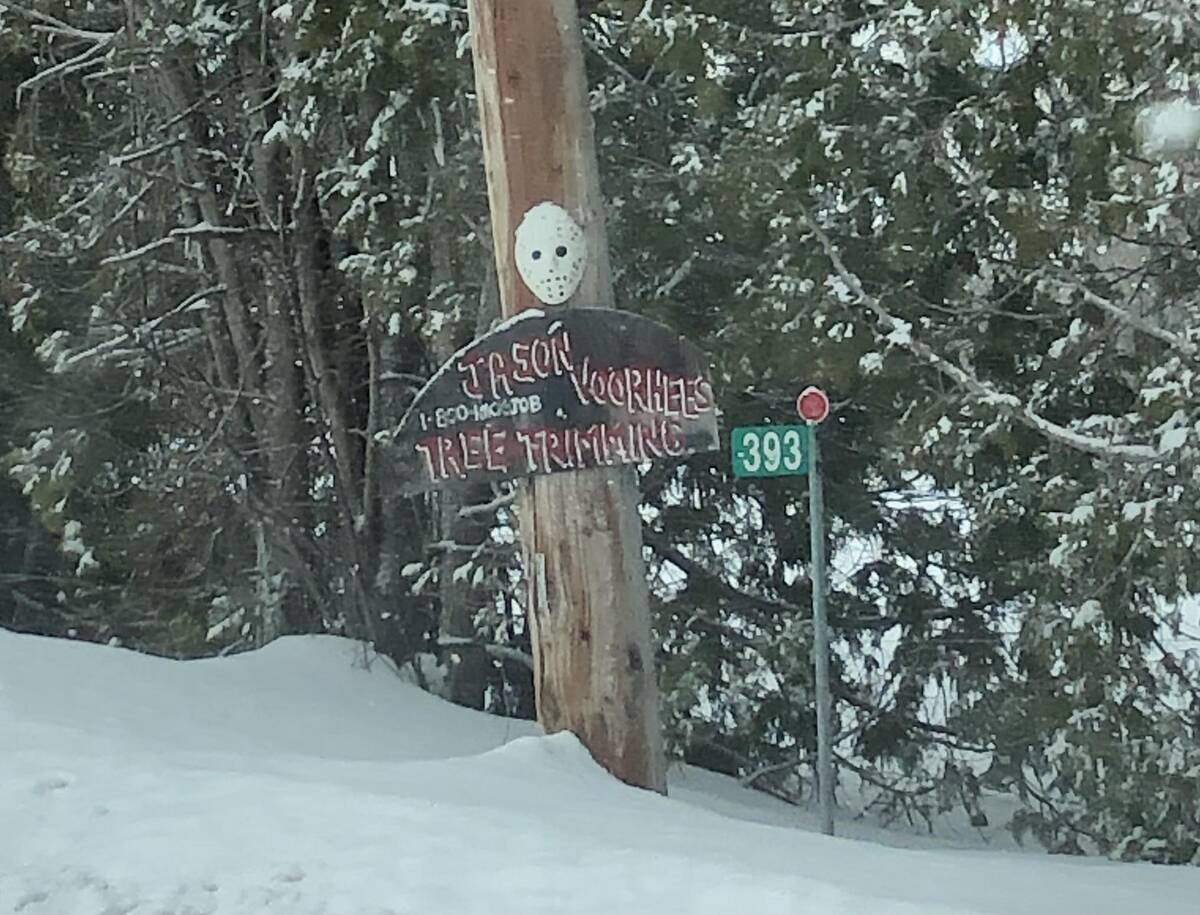 JASON VOORHEES
1-800-HACKJOB
TREE TRIMMING
393